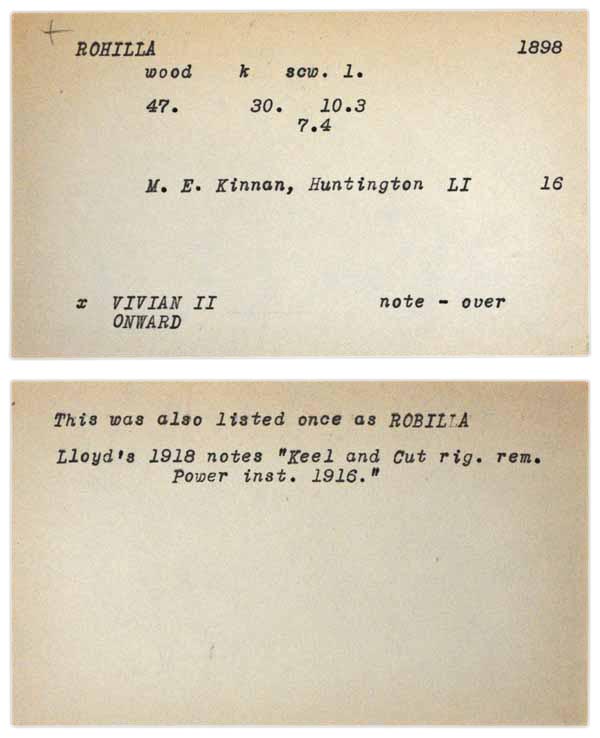 ROHILLA 1898
wood k scw. l.
47. 30. 10.3
7.4
M. E. Kinnan, Huntington LI 16
x VIVIAN II note - over
ONWARD
This was also listed once as ROBILLA
Lloyd's 1918 notes "Keel and Cut rig. rem.
Power inst. 1916."